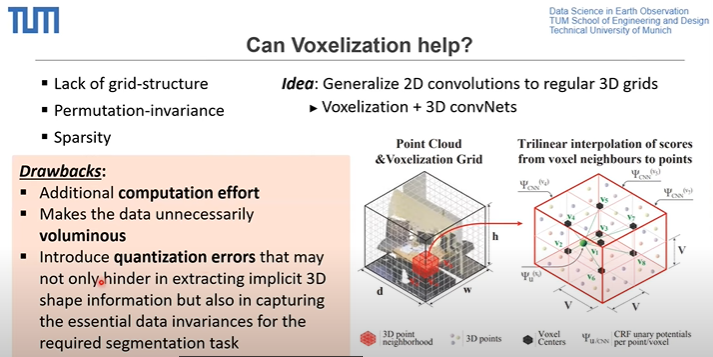 TUM
Data Science in Earth Observation
TUM School of Engineering and Design
Technical University of Munich
Can Voxelization help?
Lack of grid-structure
Permutation-invariance
Sparsity
Idea: Generalize 2D convolutions to regular 3D grids
Voxelization + 3D convNets
Drawbacks:
Additional computation effort
Makes the data unnecessarily
voluminous
Introduce quantization errors that may
not only hinder in extracting implicit 3D
shape information but also in capturing
the essential data invariances for the
required segmentation task
Point Cloud
&Voxelization Grid
h
d
w
Trilinear interpolation of scores
from voxel neighbours to points
V
V
V
3D point
neighborhood
3D points
Voxel
Centers
Ψu/CNN
CRF unary potentials
per point/voxel